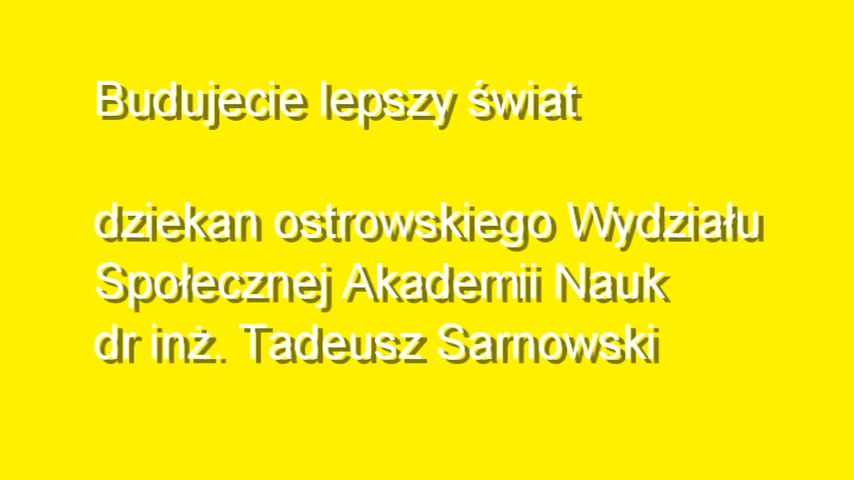 Budujecie lepszy świat
dziekan ostrowskiego Wydziału
Społecznej Akademii Nauk
dr inż. Tadeusz Sarnowski